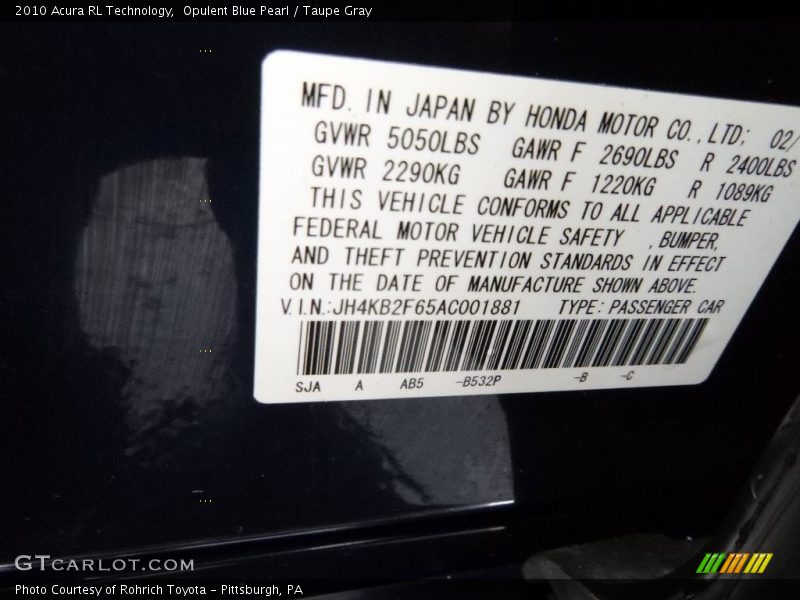 2010 Acura RL Technology, Opulent Blue Pearl / Taupe Gray
MFD. IN JAPAN BY HONDA MOTOR CO., LTD; 02/
GVWR 5050LBS GAWR F 2690LBS R 2400LBS
GVWR 2290KG GAWR F 1220KG R 1089KG
THIS VEHICLE CONFORMS TO ALL APPLICABLE
FEDERAL MOTOR VEHICLE SAFETY , BUMPER,
AND THEFT PREVENTION STANDARDS IN EFFECT
ON THE DATE OF MANUFACTURE SHOWN ABOVE.
V.I.N.:JH4KB2F65AC001881 TYPE: PASSENGER CAR
SJA A AB5 -B532P -B -C
GTCARLOT.COM
Photo Courtesy of Rohrich Toyota - Pittsburgh, PA